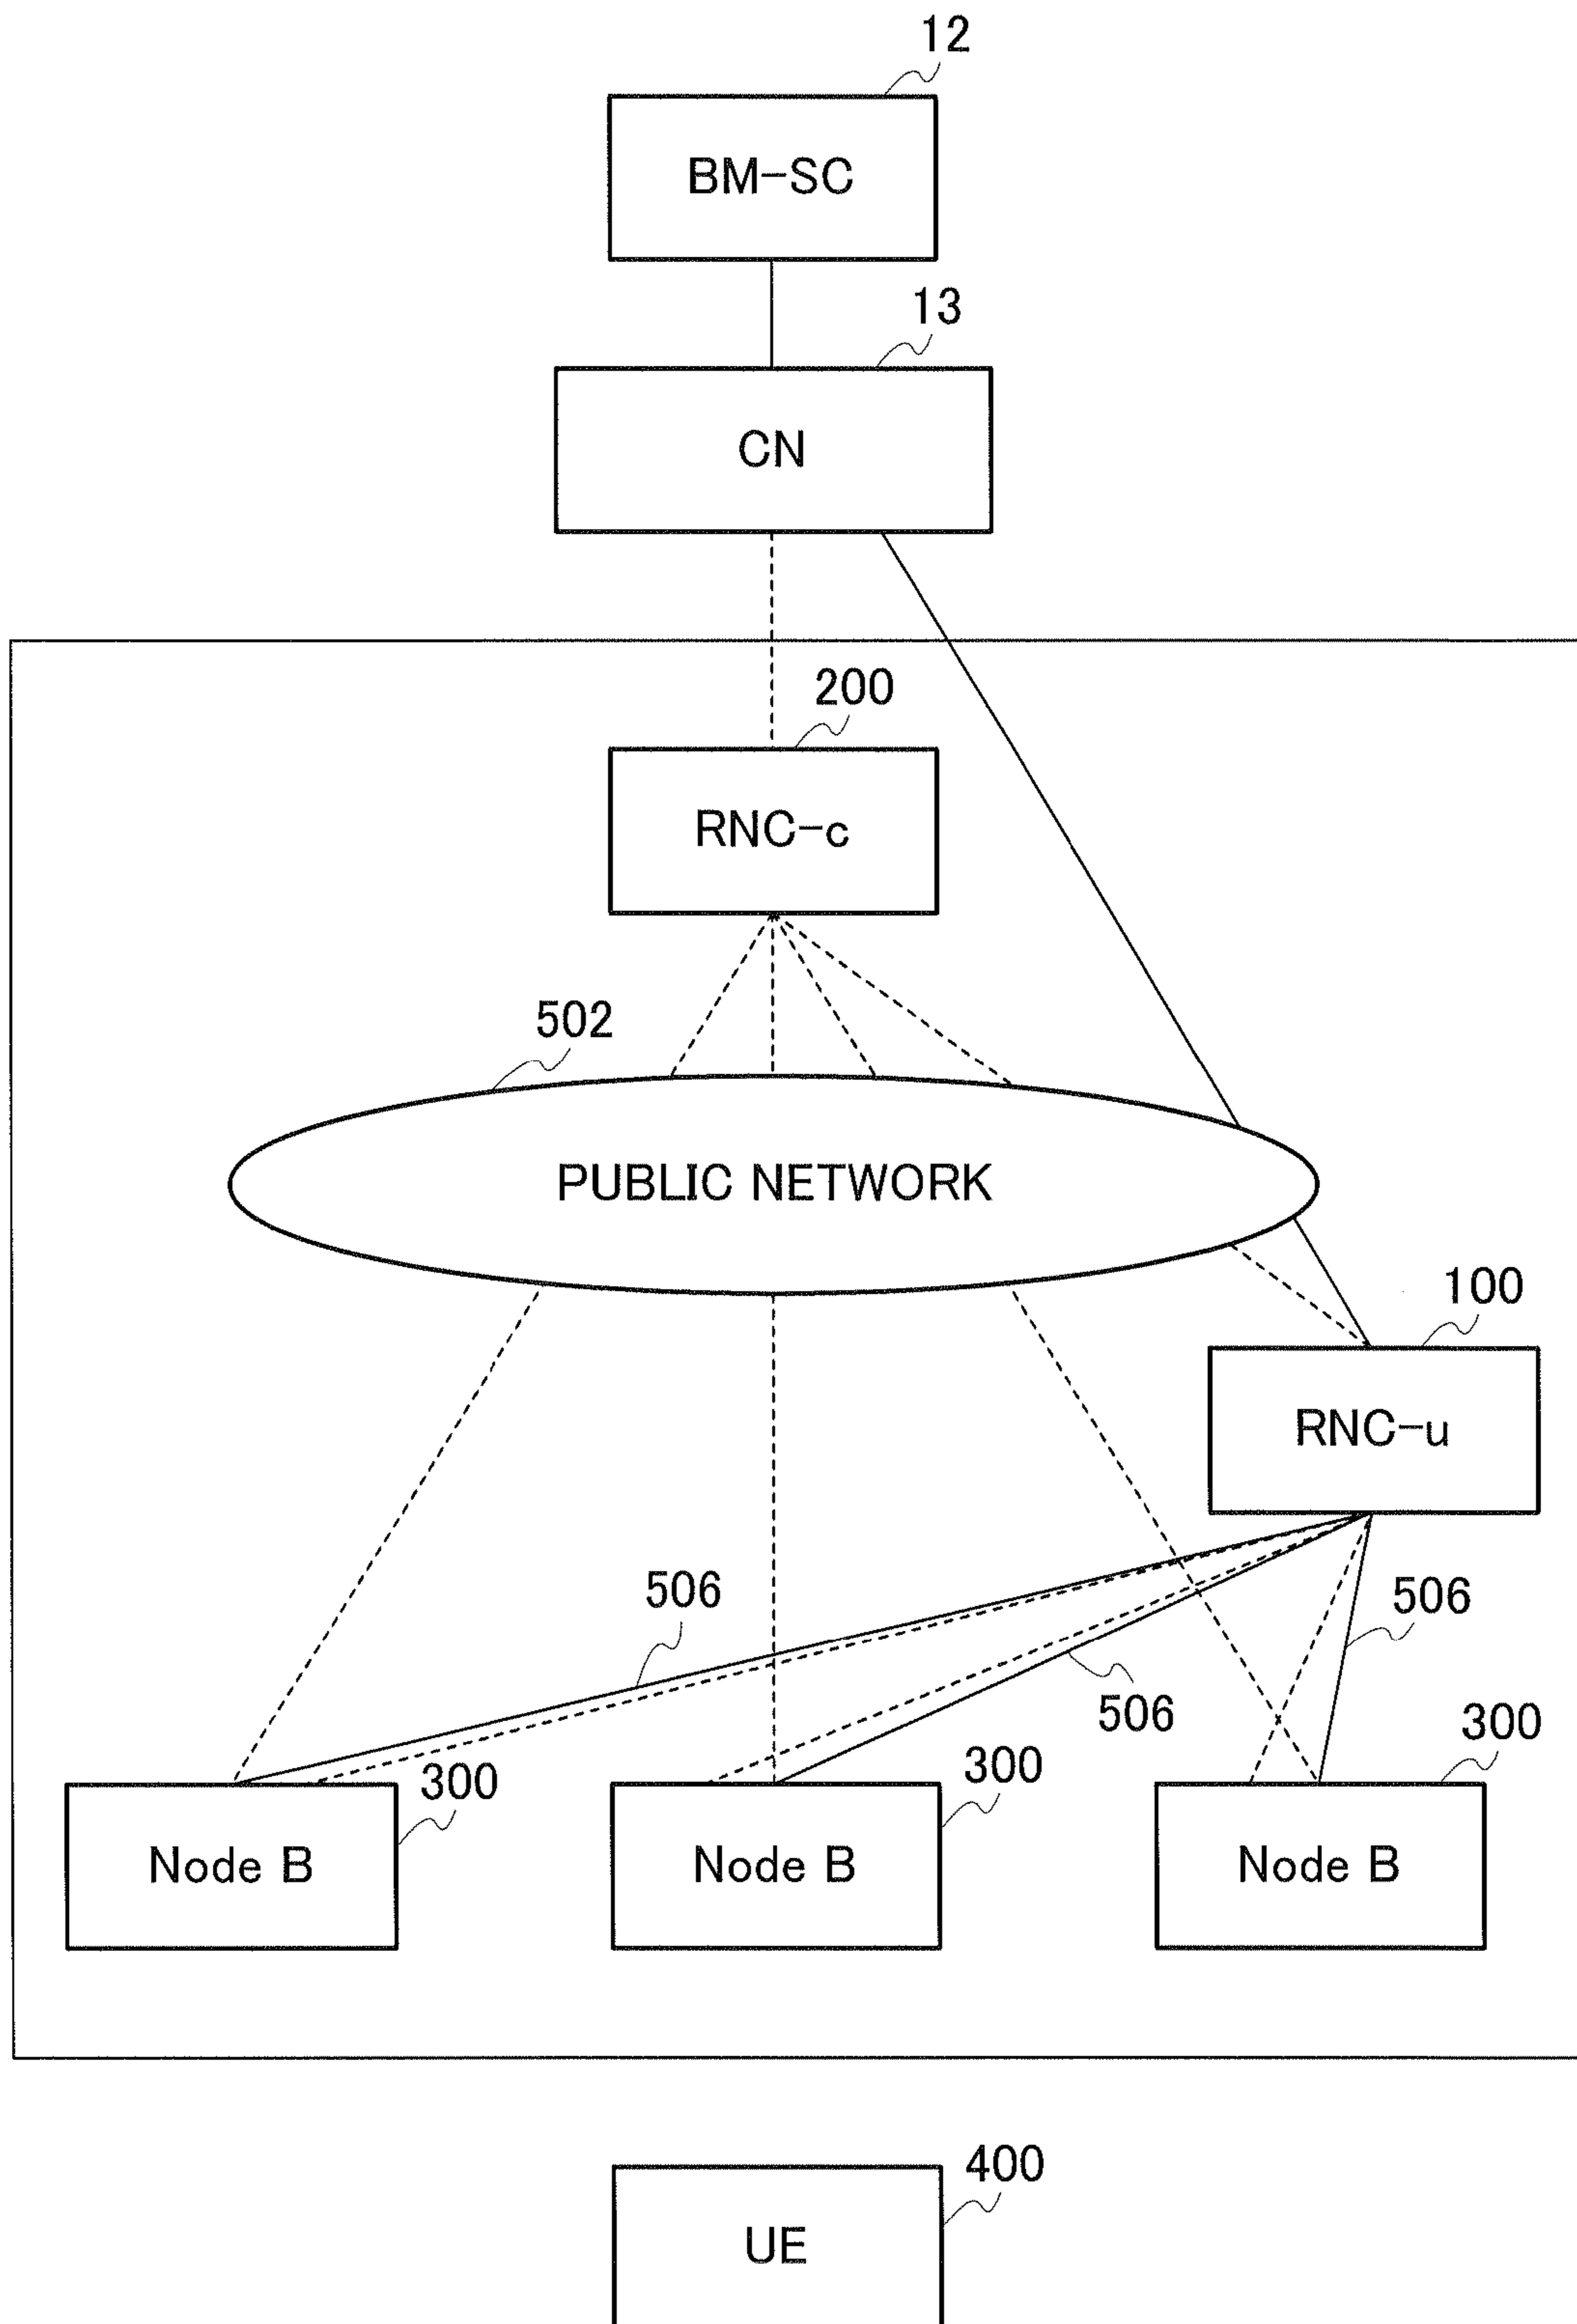 12
BM-SC
13
CN
200
RNC-c
502
PUBLIC NETWORK
100
RNC-u
506
506
506
300
300
300
Node B
Node B
Node B
400
UE